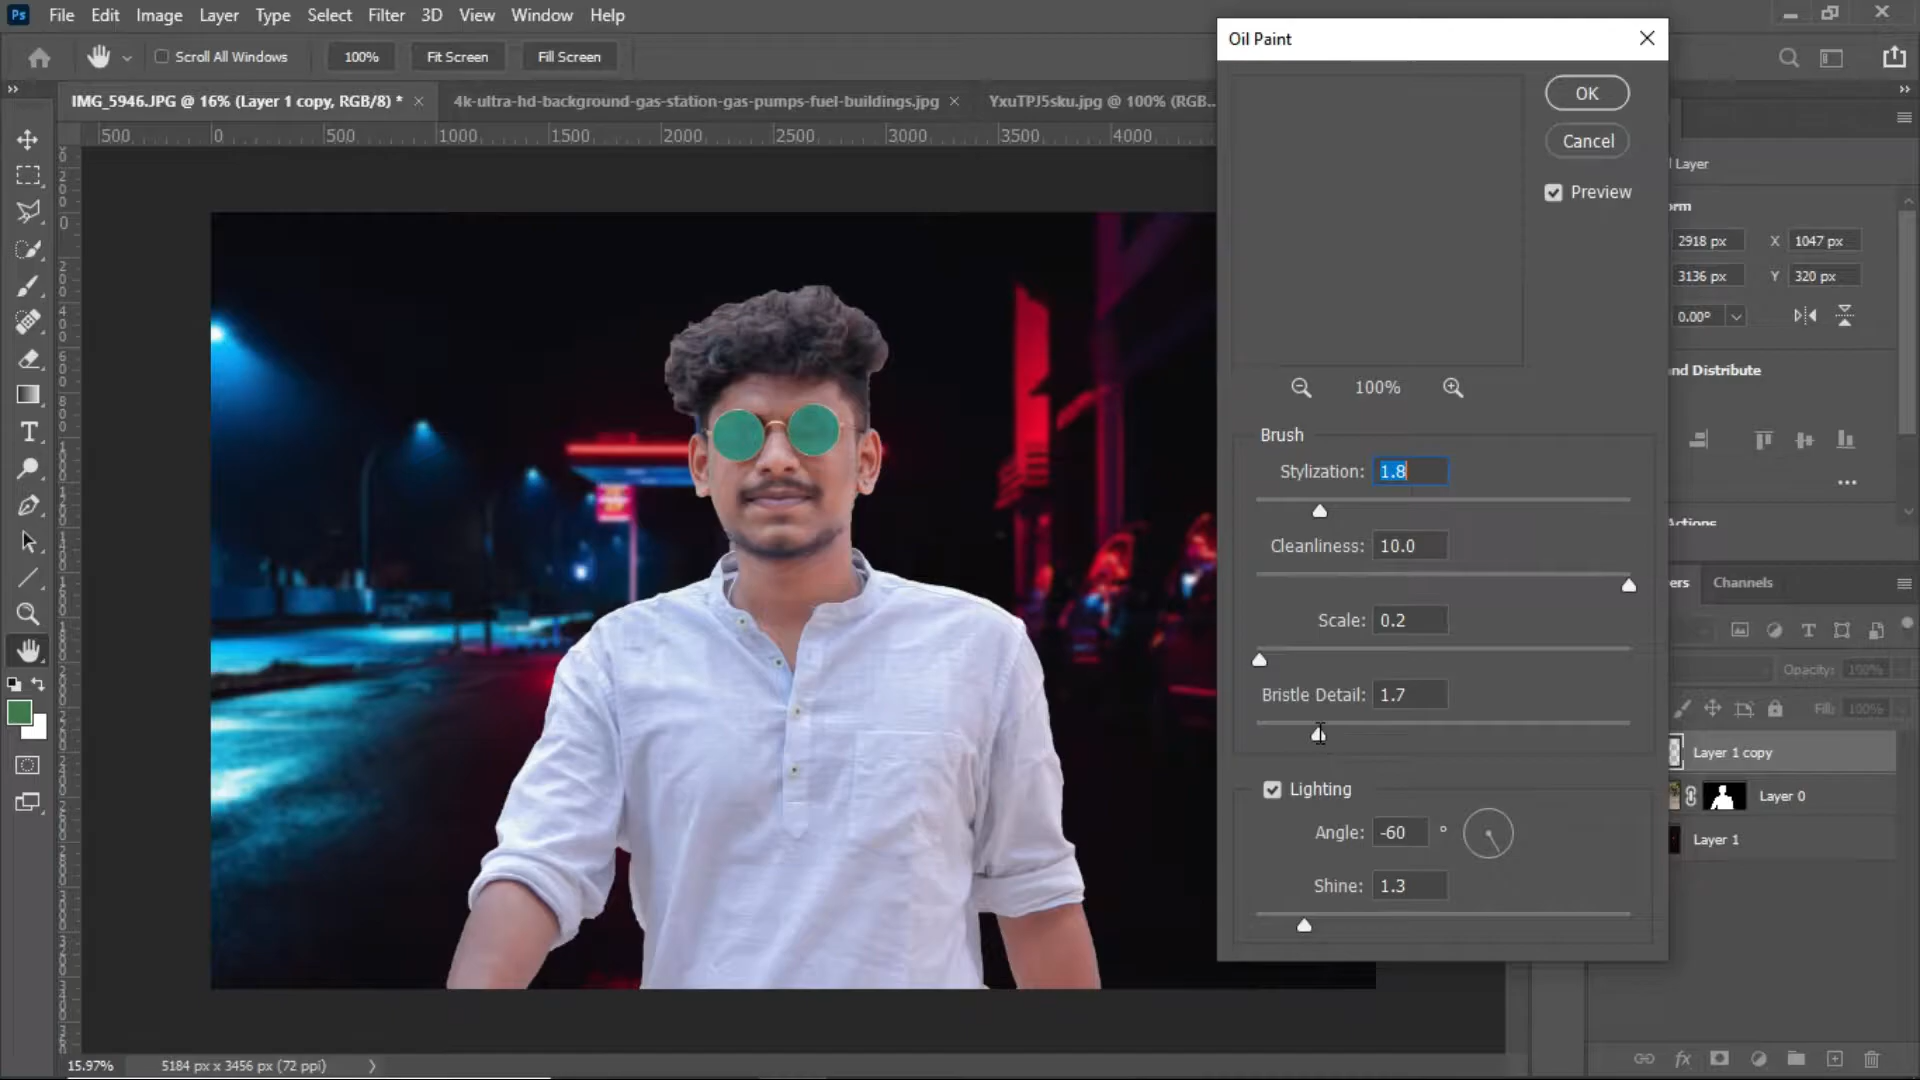 Ps File Edit Image Layer Type Select Filter 3D View Window Help
Scroll All Windows 100% Fit Screen Fill Screen
IMG_5946.JPG @ 16% (Layer 1 copy, RGB/8) * × 4k-ultra-hd-background-gas-station-gas-pumps-fuel-buildings.jpg × YxuTPJ5sku.jpg @ 100% (RGB...
500 0 500 1000 1500 2000 2500 3000 3500 4000
Oil Paint
OK
Cancel
Preview
100%
Brush
Stylization: 1.8
Cleanliness: 10.0
Scale: 0.2
Bristle Detail: 1.7
Lighting
Angle: -60 °
Shine: 1.3
Layer
orm
2918 px X 1047 px
3136 px Y 320 px
0.00°
nd Distribute
Actions
ers Channels
Opacity: 100%
Fill: 100%
Layer 1 copy
Layer 0
Layer 1
fx
15.97% 5184 px x 3456 px (72 ppi)